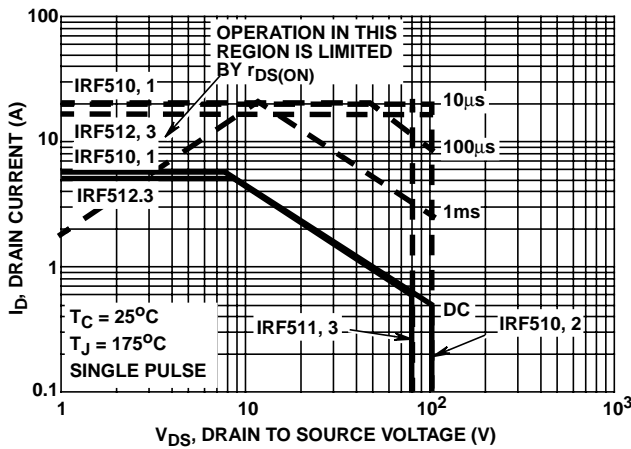 100
OPERATION IN THIS
REGION IS LIMITED
BY rDS(ON)
IRF510, 1
10µs
IRF512, 3
10
IRF510, 1
100µs
IRF512.3
1ms
ID, DRAIN CURRENT (A)
1
DC
TC = 25oC
TJ = 175oC
SINGLE PULSE
IRF511, 3
IRF510, 2
0.1
1
10
102
103
VDS, DRAIN TO SOURCE VOLTAGE (V)